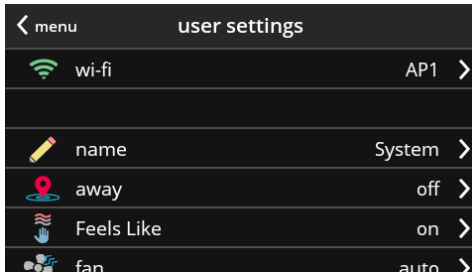 menu user settings
wi-fi AP1
name System
away off
Feels Like on
fan auto